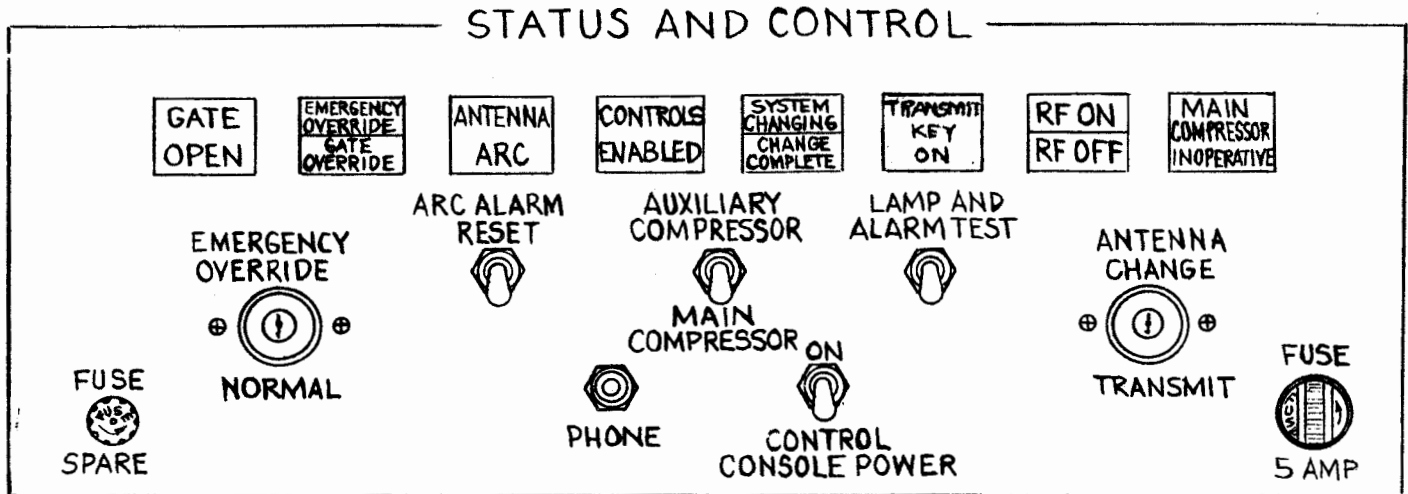 STATUS AND CONTROL
GATE
OPEN
EMERGENCY
OVERRIDE
GATE
OVERRIDE
ANTENNA
ARC
CONTROLS
ENABLED
SYSTEM
CHANGING
CHANGE
COMPLETE
TRANSMIT
KEY
ON
RF ON
RF OFF
MAIN
COMPRESSOR
INOPERATIVE
ARC ALARM
RESET
AUXILIARY
COMPRESSOR
LAMP AND
ALARM TEST
EMERGENCY
OVERRIDE
ANTENNA
CHANGE
MAIN
COMPRESSOR
ON
NORMAL
TRANSMIT
FUSE
FUSE
SPARE
PHONE
CONTROL
CONSOLE POWER
FUSE
FUSE
5 AMP